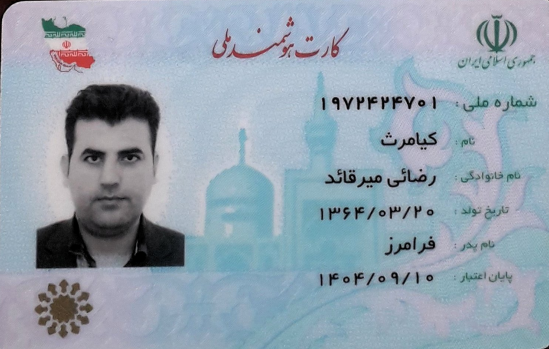 کارت هوشمند ملی
جمهوری اسلامی ایران
شماره ملی : ۱۹۷۲۴۲۴۷۰۱
نام : کیامرث
نام خانوادگی : رضائی میرقائد
تاریخ تولد : ۱۳۶۴/۰۳/۲۰
نام پدر : فرامرز
پایان اعتبار : ۱۴۰۴/۰۹/۱۰